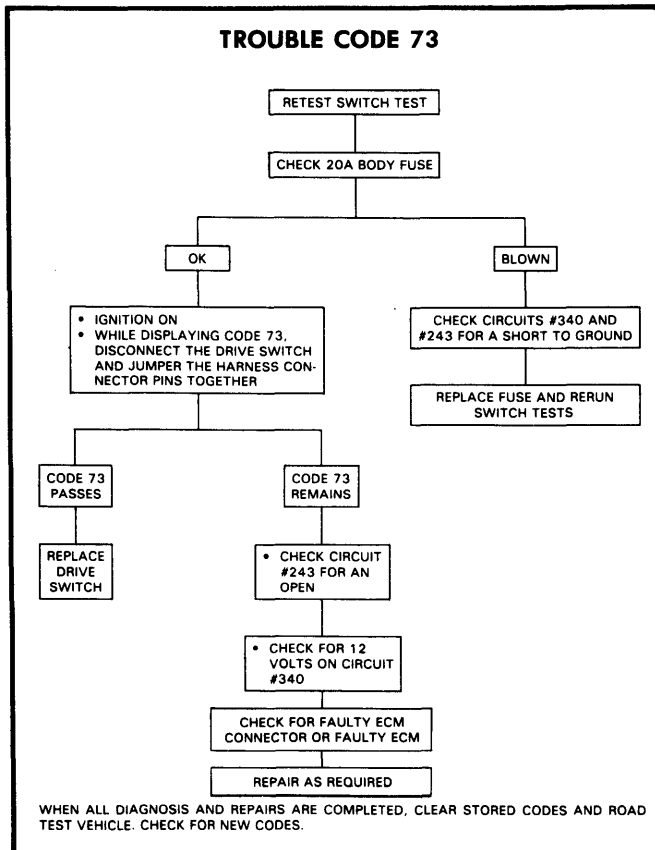 TROUBLE CODE 73
RETEST SWITCH TEST
CHECK 20A BODY FUSE
OK
BLOWN
• IGNITION ON
• WHILE DISPLAYING CODE 73,
DISCONNECT THE DRIVE SWITCH
AND JUMPER THE HARNESS CON-
NECTOR PINS TOGETHER
CHECK CIRCUITS #340 AND
#243 FOR A SHORT TO GROUND
REPLACE FUSE AND RERUN
SWITCH TESTS
CODE 73
PASSES
CODE 73
REMAINS
REPLACE
DRIVE
SWITCH
• CHECK CIRCUIT
#243 FOR AN
OPEN
• CHECK FOR 12
VOLTS ON CIRCUIT
#340
CHECK FOR FAULTY ECM
CONNECTOR OR FAULTY ECM
REPAIR AS REQUIRED
WHEN ALL DIAGNOSIS AND REPAIRS ARE COMPLETED, CLEAR STORED CODES AND ROAD
TEST VEHICLE. CHECK FOR NEW CODES.